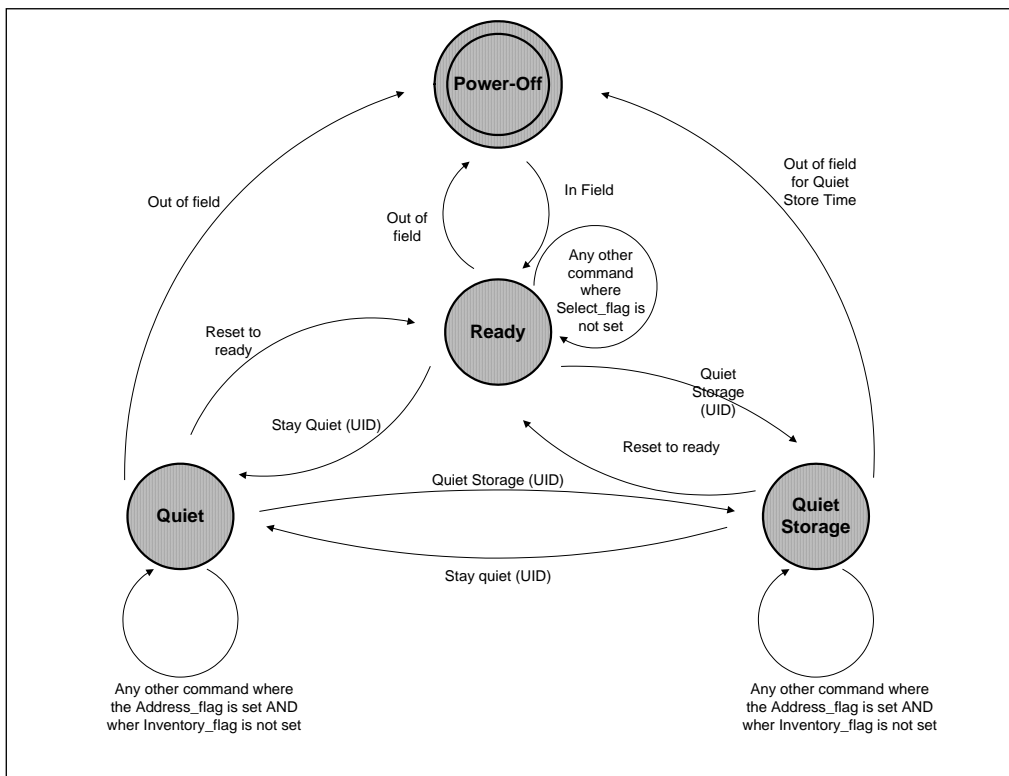 Power-Off
Out of field
for Quiet
Store Time
Out of field
In Field
Out of
field
Any other
command
where
Select_flag is
not set
Ready
Reset to
ready
Quiet
Storage
(UID)
Stay Quiet (UID)
Reset to ready
Quiet Storage (UID)
Quiet
Quiet
Storage
Stay quiet (UID)
Any other command where
the Address_flag is set AND
wher Inventory_flag is not set
Any other command where
the Address_flag is set AND
wher Inventory_flag is not set